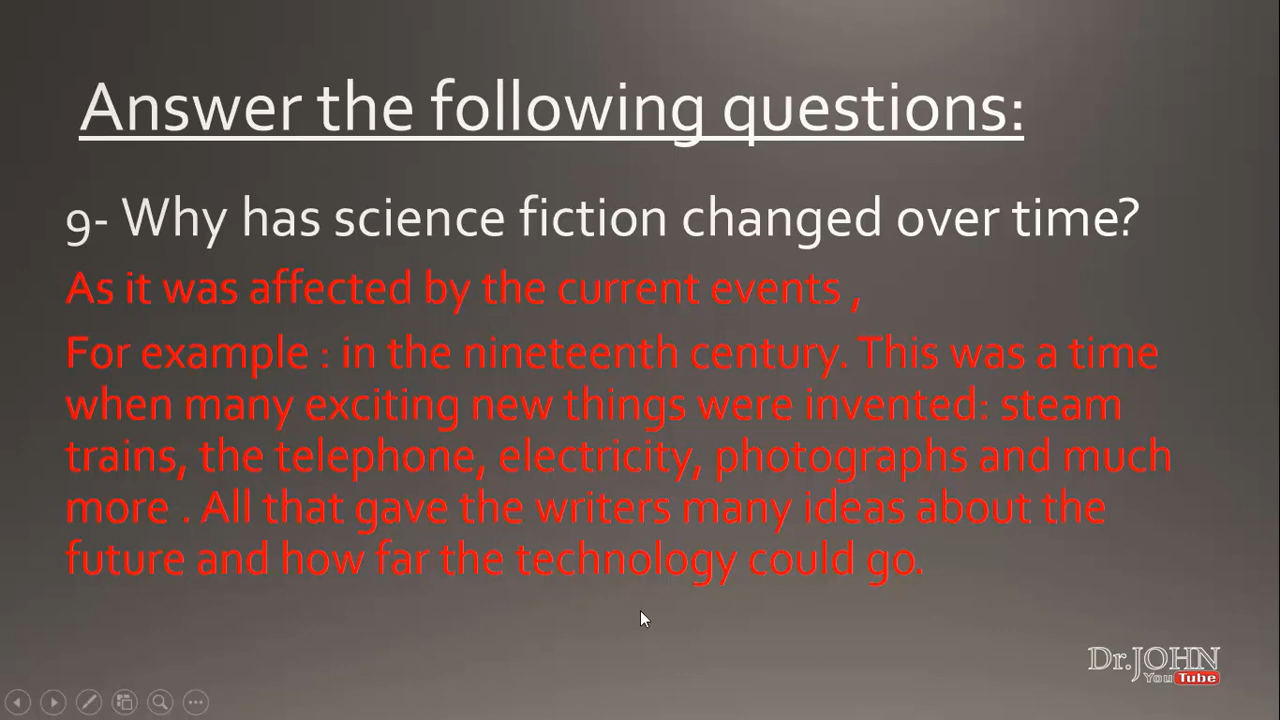 Answer the following questions:
9- Why has science fiction changed over time?
As it was affected by the current events ,
For example : in the nineteenth century. This was a time
when many exciting new things were invented: steam
trains, the telephone, electricity, photographs and much
more . All that gave the writers many ideas about the
future and how far the technology could go.
Dr.JOHN
YouTube